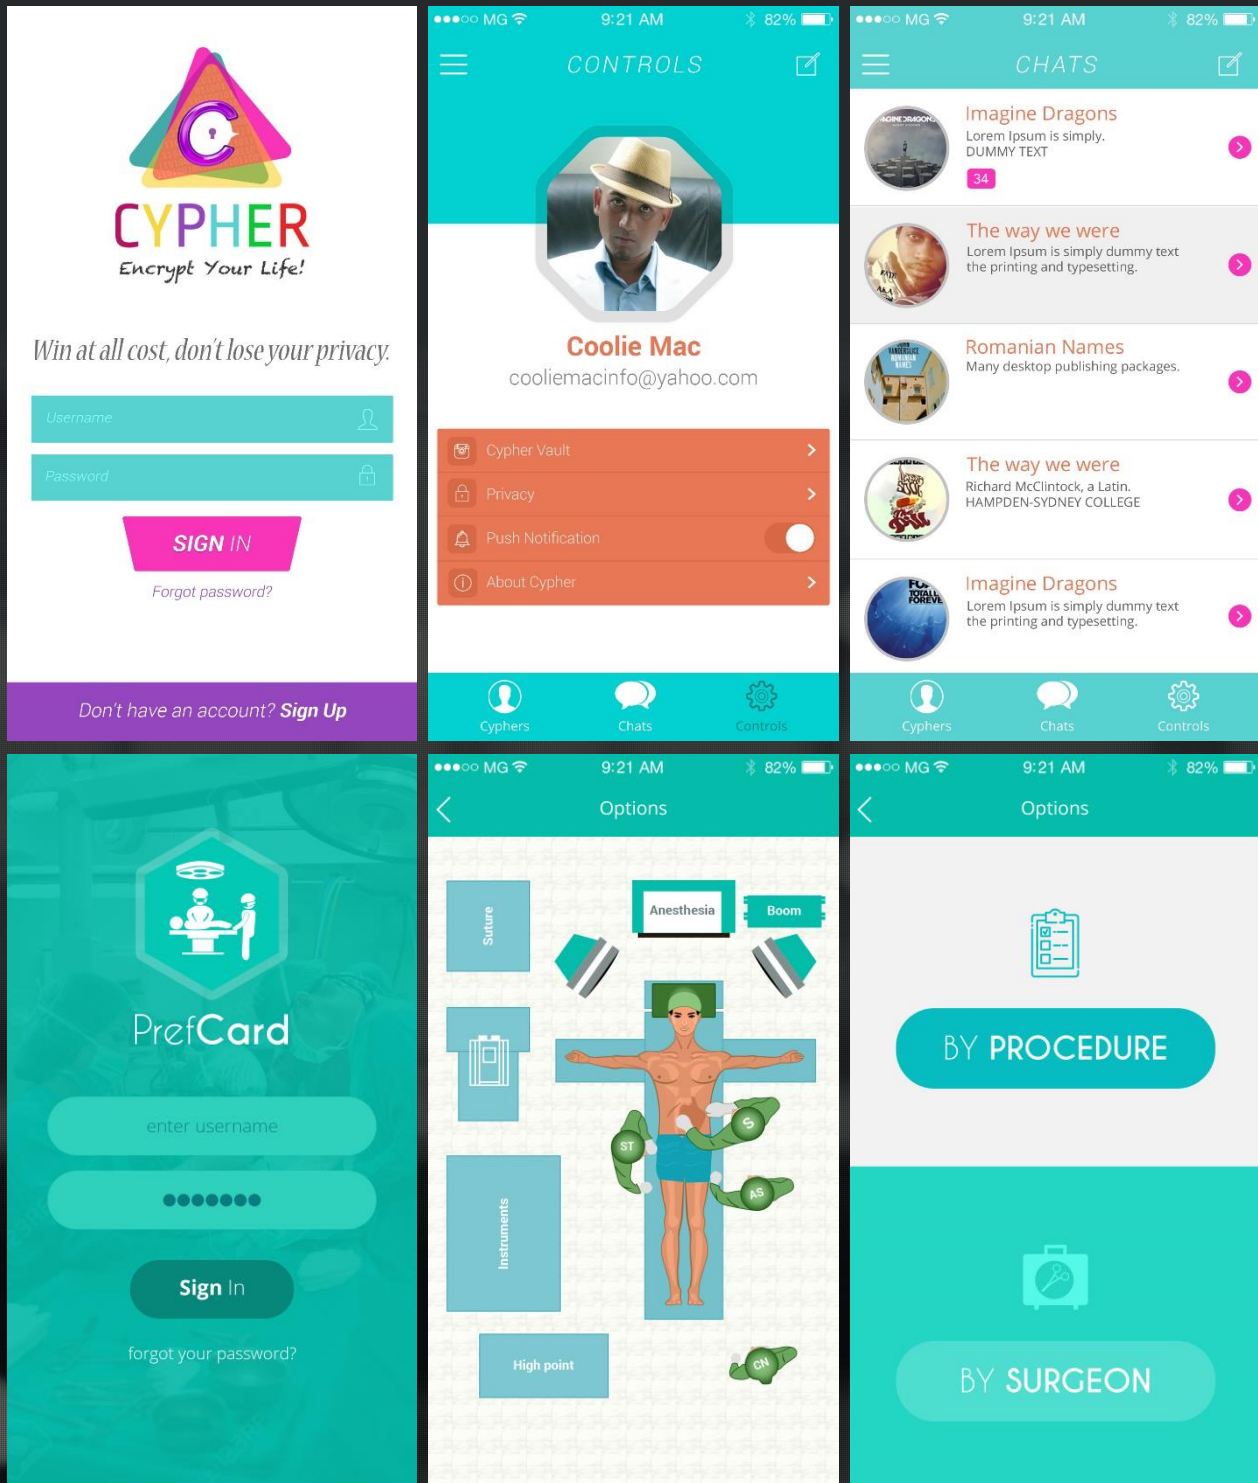 CYPHER
Encrypt Your Life!
Win at all cost, don't lose your privacy.
Username
Password
SIGN IN
Forgot password?
Don't have an account? Sign Up
MG 9:21 AM 82%
CONTROLS
Coolie Mac
cooliemacinfo@yahoo.com
Cypher Vault
Privacy
Push Notification
About Cypher
Cyphers Chats Controls
MG 9:21 AM 82%
CHATS
Imagine Dragons
Lorem Ipsum is simply.
DUMMY TEXT
34
The way we were
Lorem Ipsum is simply dummy text
the printing and typesetting.
VANDERSLICE
ROMANIAN
NAMES
Romanian Names
Many desktop publishing packages.
The way we were
Richard McClintock, a Latin.
HAMPDEN-SYDNEY COLLEGE
TOTAL
FOREVE
Imagine Dragons
Lorem Ipsum is simply dummy text
the printing and typesetting.
Cyphers Chats Controls
PrefCard
enter username
Sign In
forgot your password?
MG 9:21 AM 82%
Options
Suture
Anesthesia
Boom
S
ST
AS
Instruments
High point
CN
MG 9:21 AM 82%
Options
BY PROCEDURE
BY SURGEON